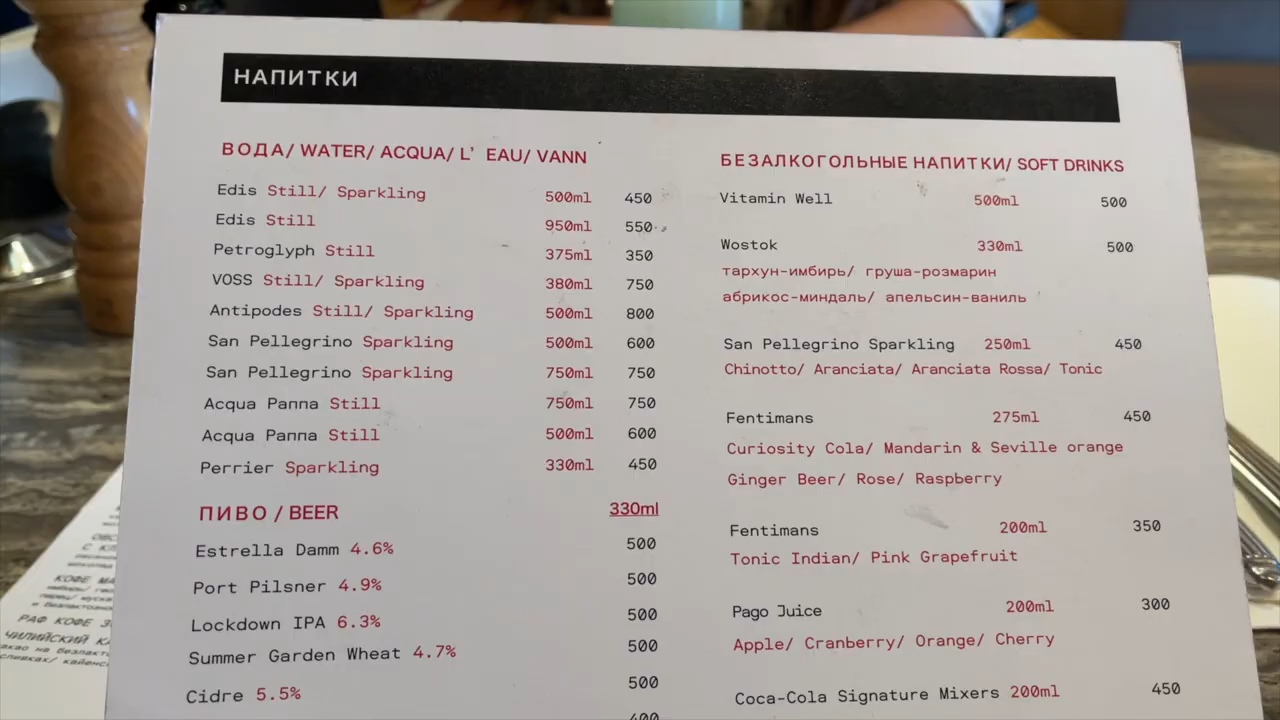 НАПИТКИ
ВОДА/ WATER/ ACQUA/ L' EAU/ VANN
Edis Still/ Sparkling 500ml 450
Edis Still 950ml 550
Petroglyph Still 375ml 350
VOSS Still/ Sparkling 380ml 750
Antipodes Still/ Sparkling 500ml 800
San Pellegrino Sparkling 500ml 600
San Pellegrino Sparkling 750ml 750
Acqua Panna Still 750ml 750
Acqua Panna Still 500ml 600
Perrier Sparkling 330ml 450
ПИВО / BEER 330ml
Estrella Damm 4.6% 500
Port Pilsner 4.9% 500
Lockdown IPA 6.3% 500
Summer Garden Wheat 4.7% 500
Cidre 5.5% 500
400
БЕЗАЛКОГОЛЬНЫЕ НАПИТКИ/ SOFT DRINKS
Vitamin Well 500ml 500
Wostok 330ml 500
тархун-имбирь/ груша-розмарин
абрикос-миндаль/ апельсин-ваниль
San Pellegrino Sparkling 250ml 450
Chinotto/ Aranciata/ Aranciata Rossa/ Tonic
Fentimans 275ml 450
Curiosity Cola/ Mandarin & Seville orange
Ginger Beer/ Rose/ Raspberry
Fentimans 200ml 350
Tonic Indian/ Pink Grapefruit
Pago Juice 200ml 300
Apple/ Cranberry/ Orange/ Cherry
Coca-Cola Signature Mixers 200ml 450
КОФЕ
РАФ КОФЕ
ЧИЛИЙСКИЙ